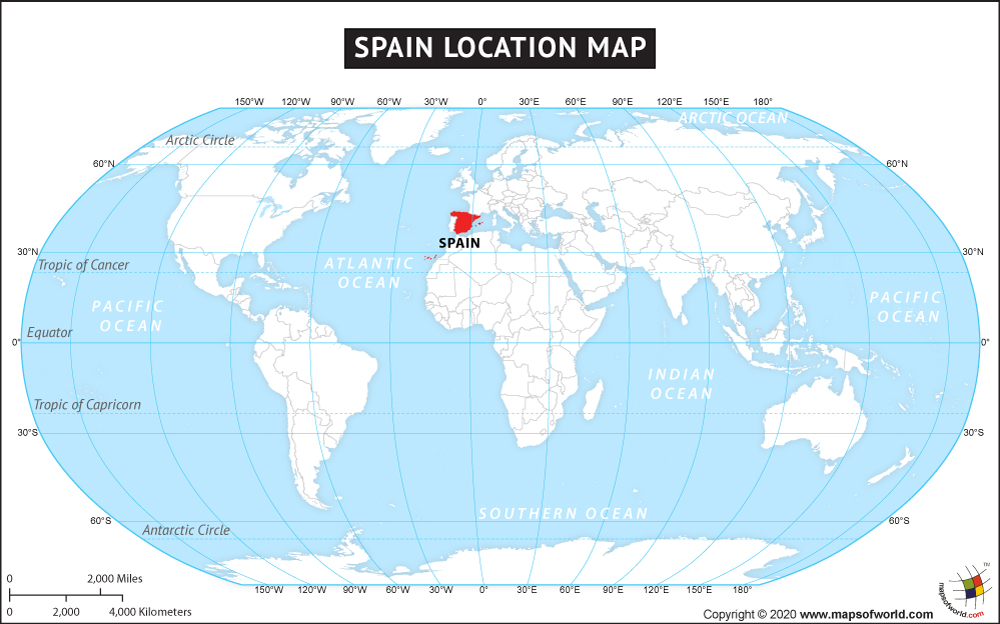 SPAIN LOCATION MAP
150°W 120°W 90°W 60°W 30°W 0° 30°E 60°E 90°E 120°E 150°E 180°
ARCTIC OCEAN
Arctic Circle
60°N 60°N
SPAIN
30°N 30°N
Tropic of Cancer
ATLANTIC
OCEAN
PACIFIC
OCEAN
PACIFIC
OCEAN
Equator
0° 0°
INDIAN
OCEAN
Tropic of Capricorn
30°S 30°S
SOUTHERN OCEAN
60°S 60°S
Antarctic Circle
150°W 120°W 90°W 60°W 30°W 0° 30°E 60°E 90°E 120°E 150°E 180°
0 2,000 Miles
0 2,000 4,000 Kilometers
Copyright © 2020 www.mapsofworld.com
mapsofworld.com
TM